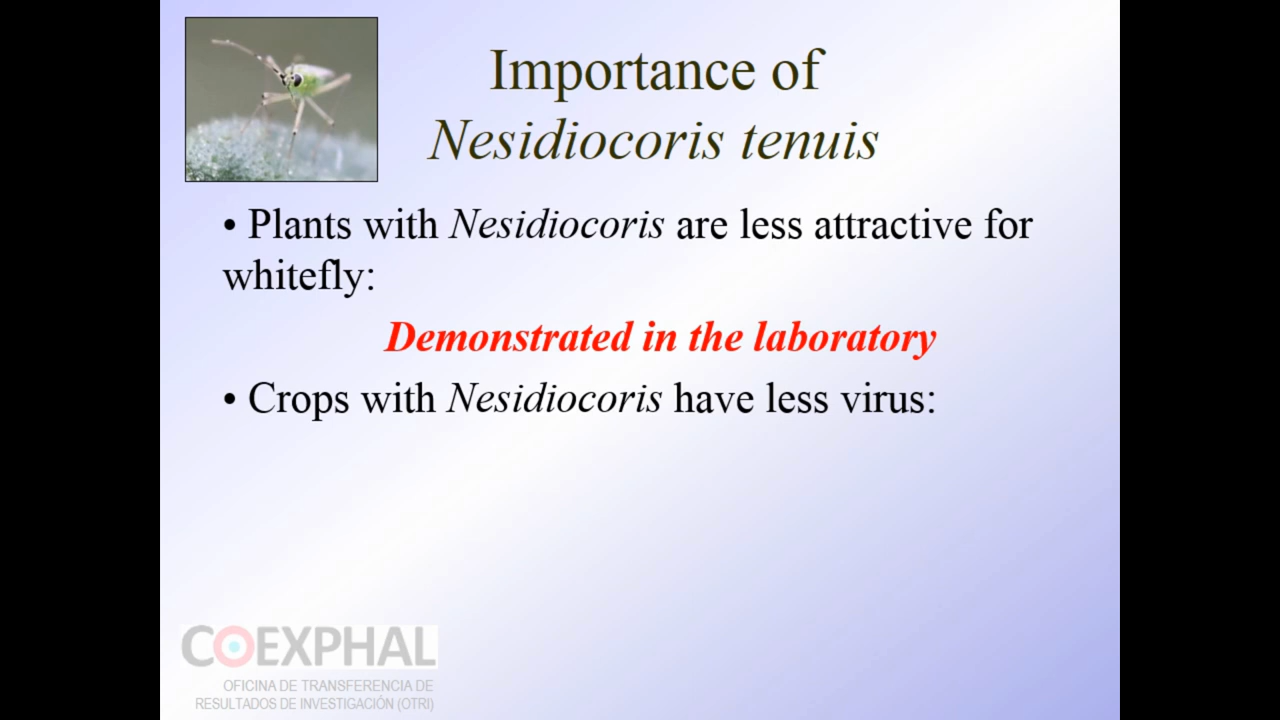 Importance of
Nesidiocoris tenuis
• Plants with Nesidiocoris are less attractive for
whitefly:
Demonstrated in the laboratory
• Crops with Nesidiocoris have less virus:
COEXPHAL
OFICINA DE TRANSFERENCIA DE
RESULTADOS DE INVESTIGACIÓN (OTRI)